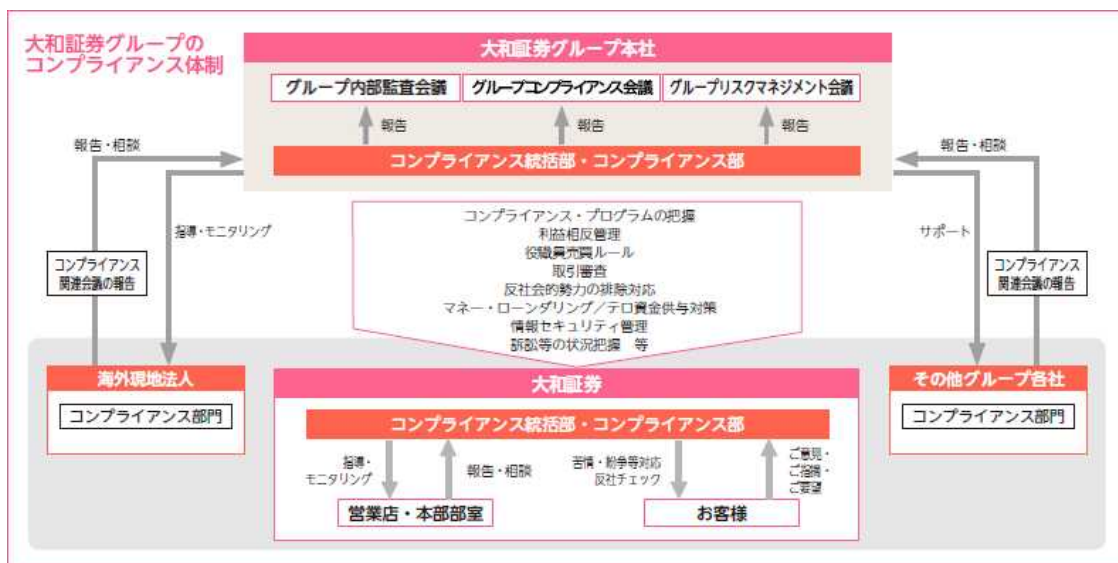 大和証券グループの
コンプライアンス体制
大和証券グループ本社
グループ内部監査会議
グループコンプライアンス会議
グループリスクマネジメント会議
報告
報告
報告
コンプライアンス統括部・コンプライアンス部
報告・相談
指導・モニタリング
コンプライアンス
関連会議の報告
報告・相談
サポート
コンプライアンス
関連会議の報告
コンプライアンス・プログラムの把握
利益相反管理
役職員売買ルール
取引審査
反社会的勢力の排除対応
マネー・ローンダリング／テロ資金供与対策
情報セキュリティ管理
訴訟等の状況把握 等
海外現地法人
コンプライアンス部門
大和証券
コンプライアンス統括部・コンプライアンス部
指導・
モニタリング
報告・相談
苦情・紛争等対応
反社チェック
ご意見・
ご指摘・
ご要望
営業店・本部部室
お客様
その他グループ各社
コンプライアンス部門